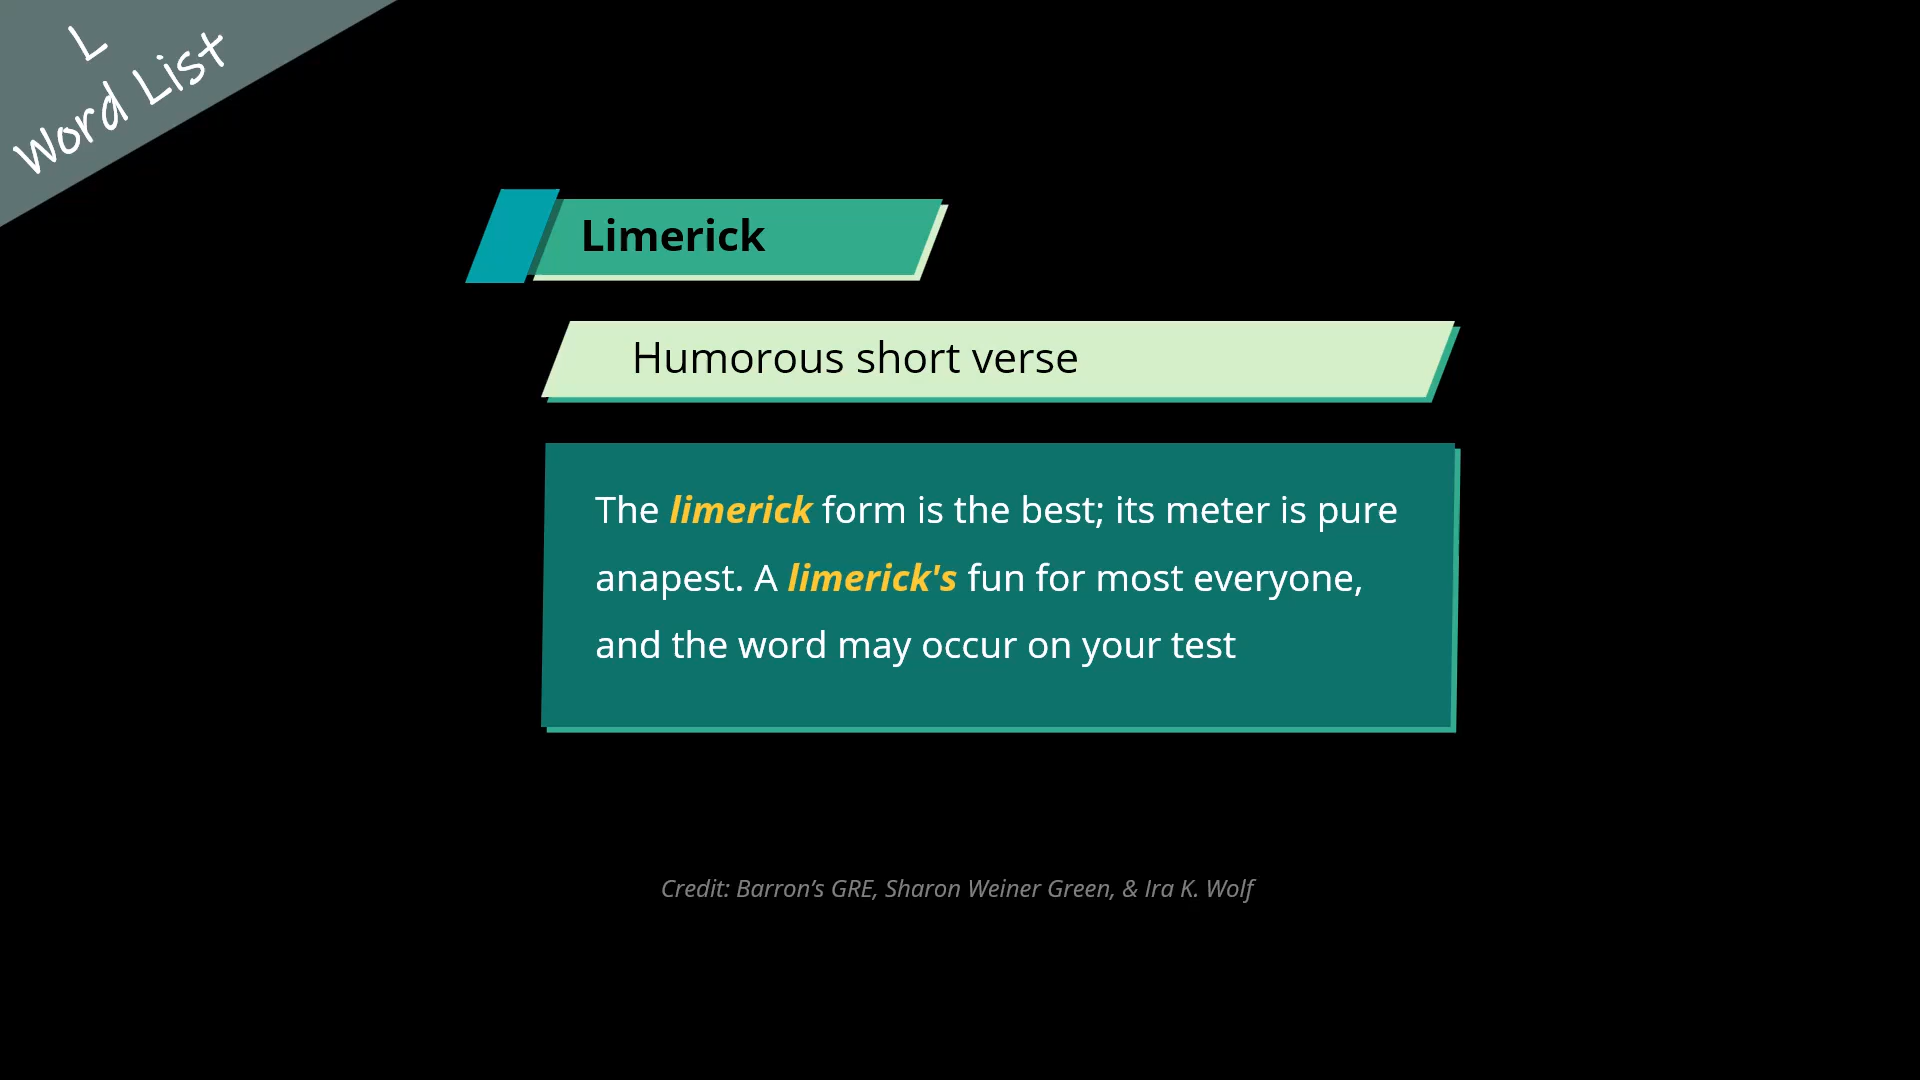 L
Word List
Limerick
Humorous short verse
The limerick form is the best; its meter is pure
anapest. A limerick's fun for most everyone,
and the word may occur on your test
Credit: Barron’s GRE, Sharon Weiner Green, & Ira K. Wolf